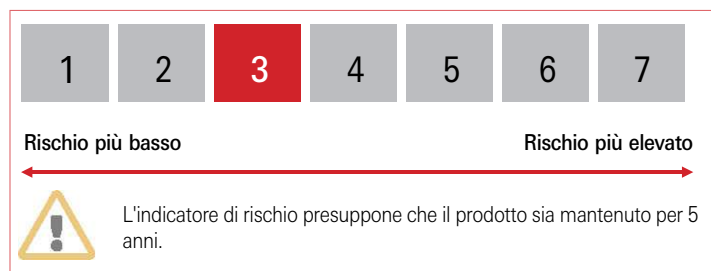 1 2 3 4 5 6 7
Rischio più basso Rischio più elevato
L'indicatore di rischio presuppone che il prodotto sia mantenuto per 5
anni.